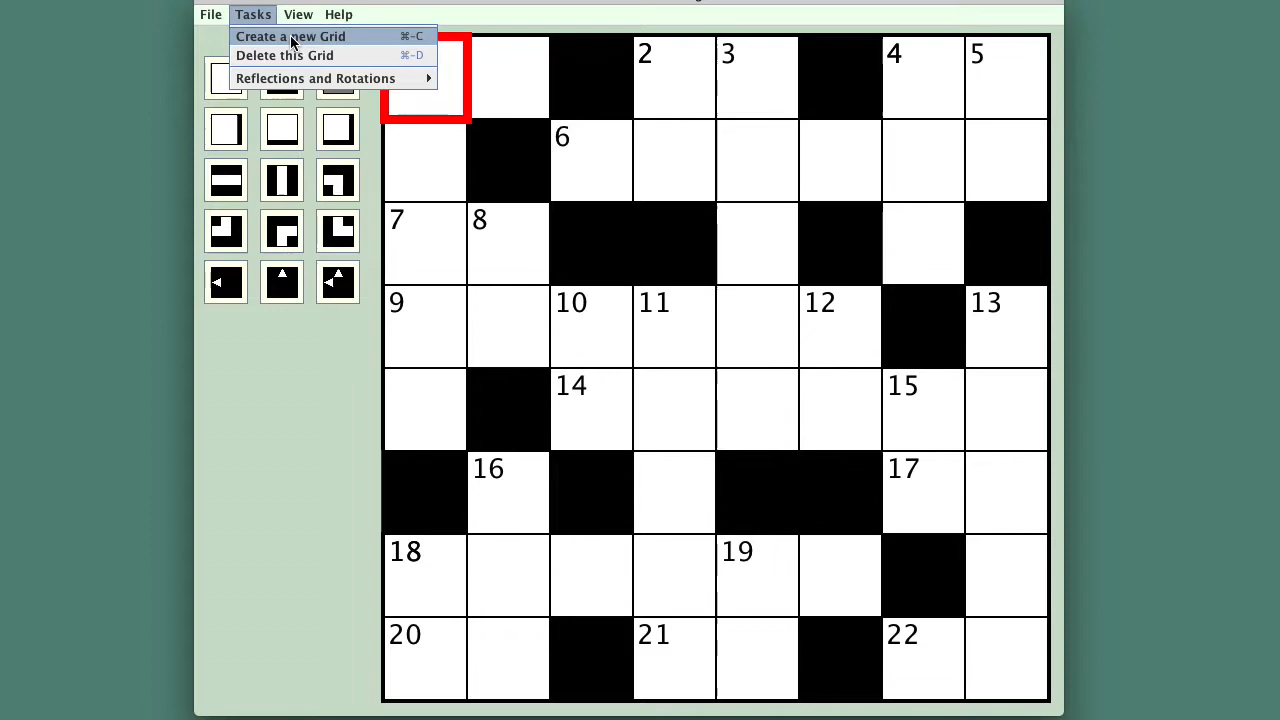 File Tasks View Help
Create a new Grid ⌘-C
Delete this Grid ⌘-D
Reflections and Rotations
2 3 4 5
6
7 8
9 10 11 12 13
14 15
16 17
18 19
20 21 22